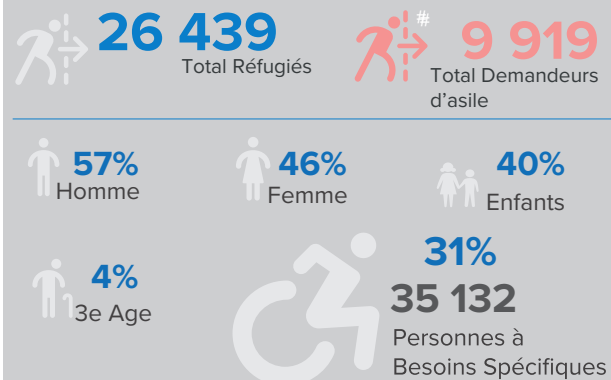 26 439
Total Réfugiés
#
9 919
Total Demandeurs
d'asile
57%
Homme
46%
Femme
40%
Enfants
4%
3e Age
31%
35 132
Personnes à
Besoins Spécifiques